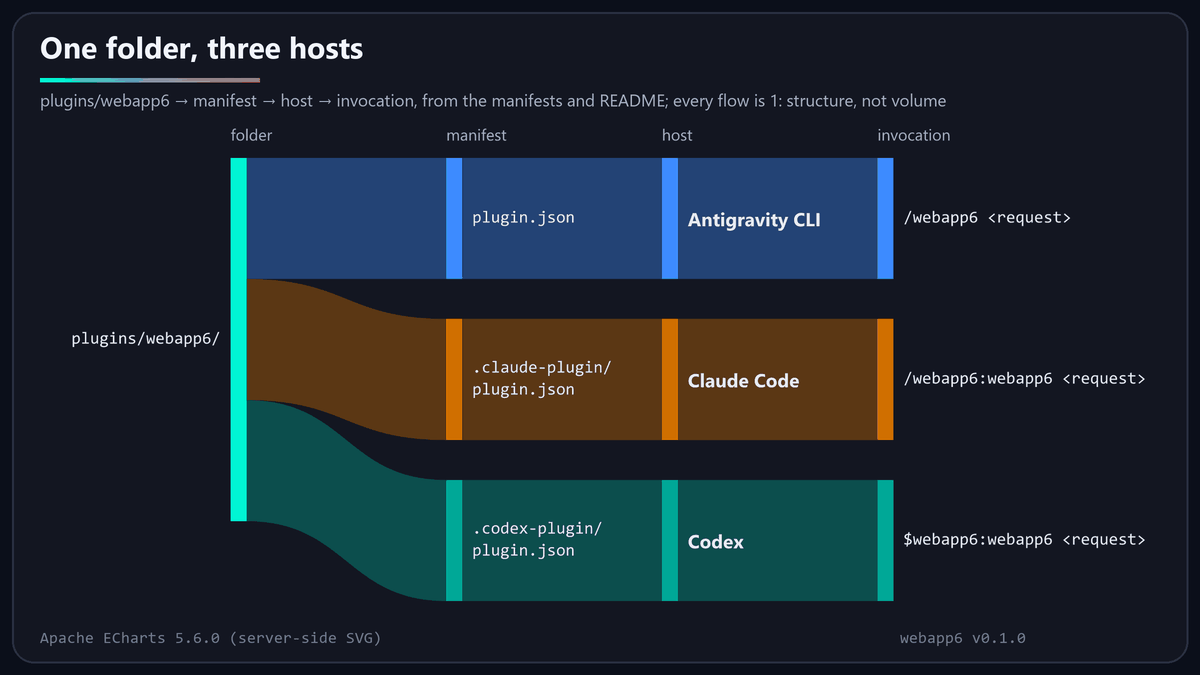 One folder, three hosts
plugins/webapp6 → manifest → host → invocation, from the manifests and README; every flow is 1: structure, not volume
folder
manifest
host
invocation
plugin.json
Antigravity CLI
/webapp6 <request>
plugins/webapp6/
.claude-plugin/
plugin.json
Claude Code
/webapp6:webapp6 <request>
.codex-plugin/
plugin.json
Codex
$webapp6:webapp6 <request>
Apache ECharts 5.6.0 (server-side SVG)
webapp6 v0.1.0